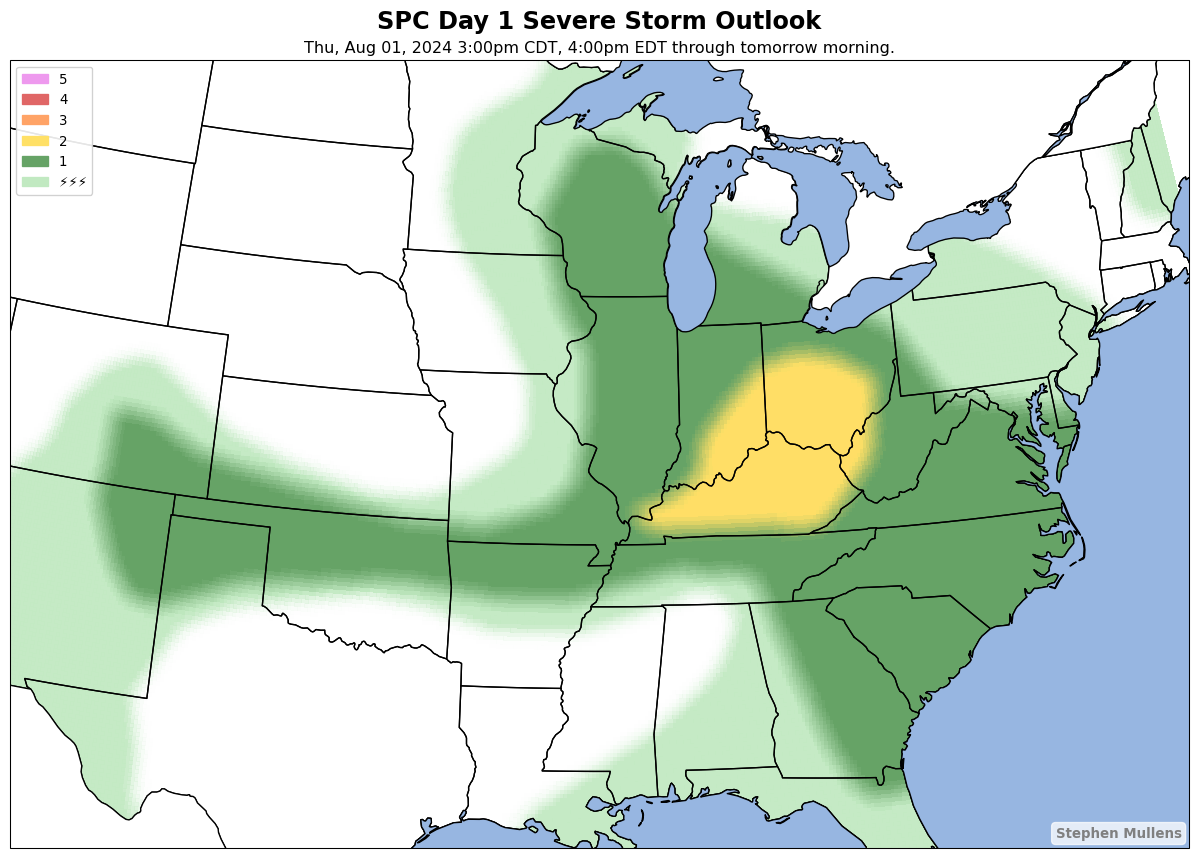 SPC Day 1 Severe Storm Outlook
Thu, Aug 01, 2024 3:00pm CDT, 4:00pm EDT through tomorrow morning.
5
4
3
2
1
⚡⚡⚡
Stephen Mullens